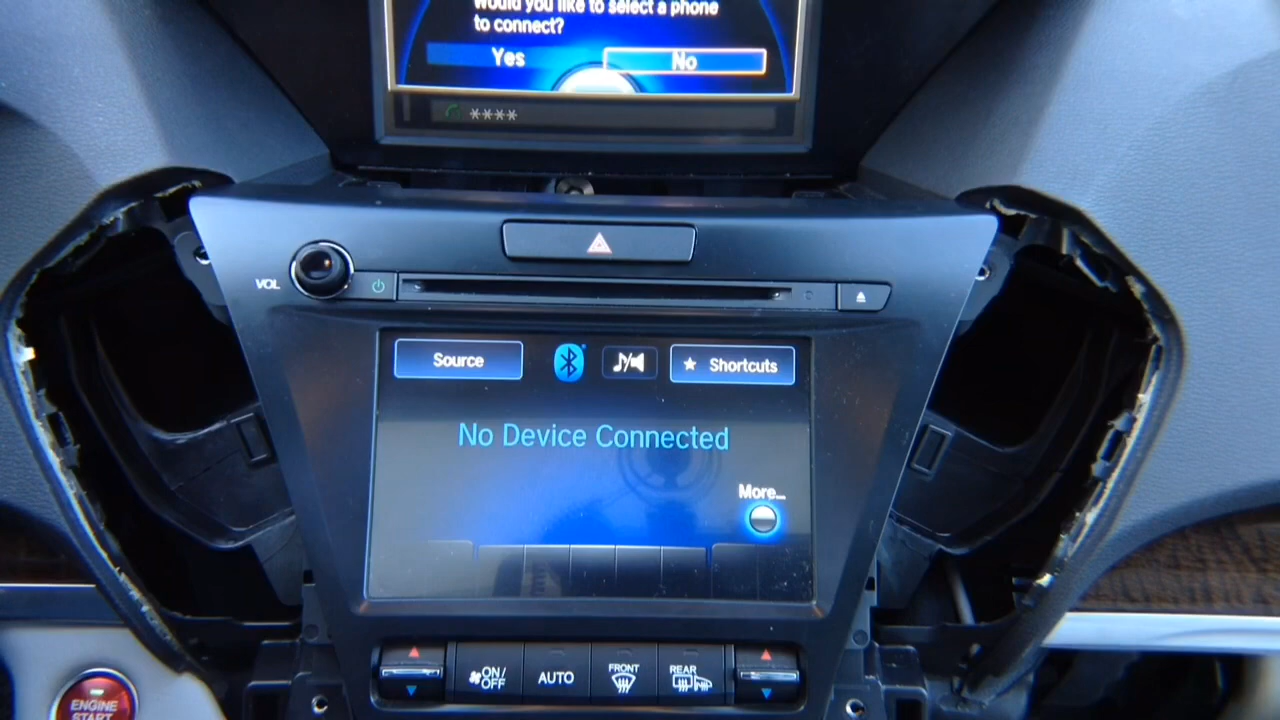 Would you like to select a phone
to connect?
Yes No
****
VOL
Source Shortcuts
No Device Connected
More...
ON/
OFF
AUTO
FRONT
REAR
ENGINE
START